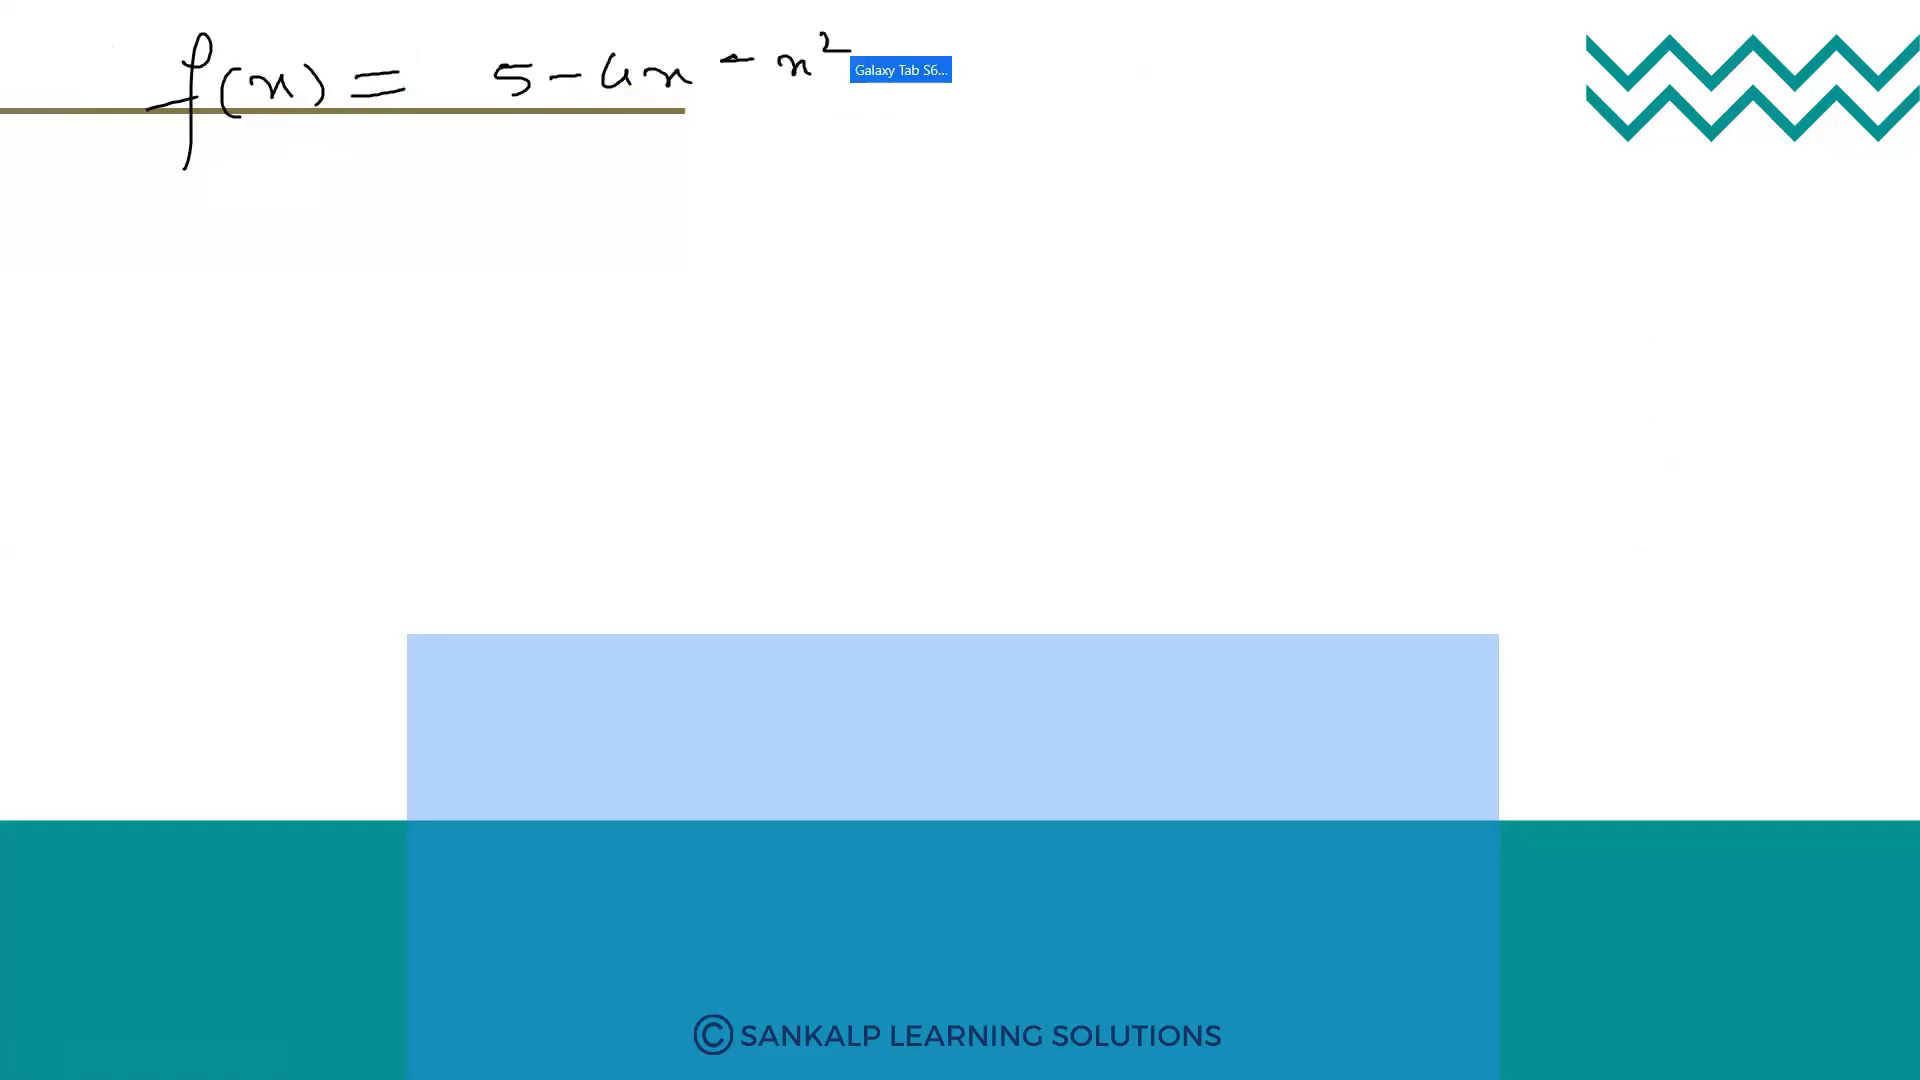 f(x) = 5 - 4x - x²
Galaxy Tab S6...
© SANKALP LEARNING SOLUTIONS